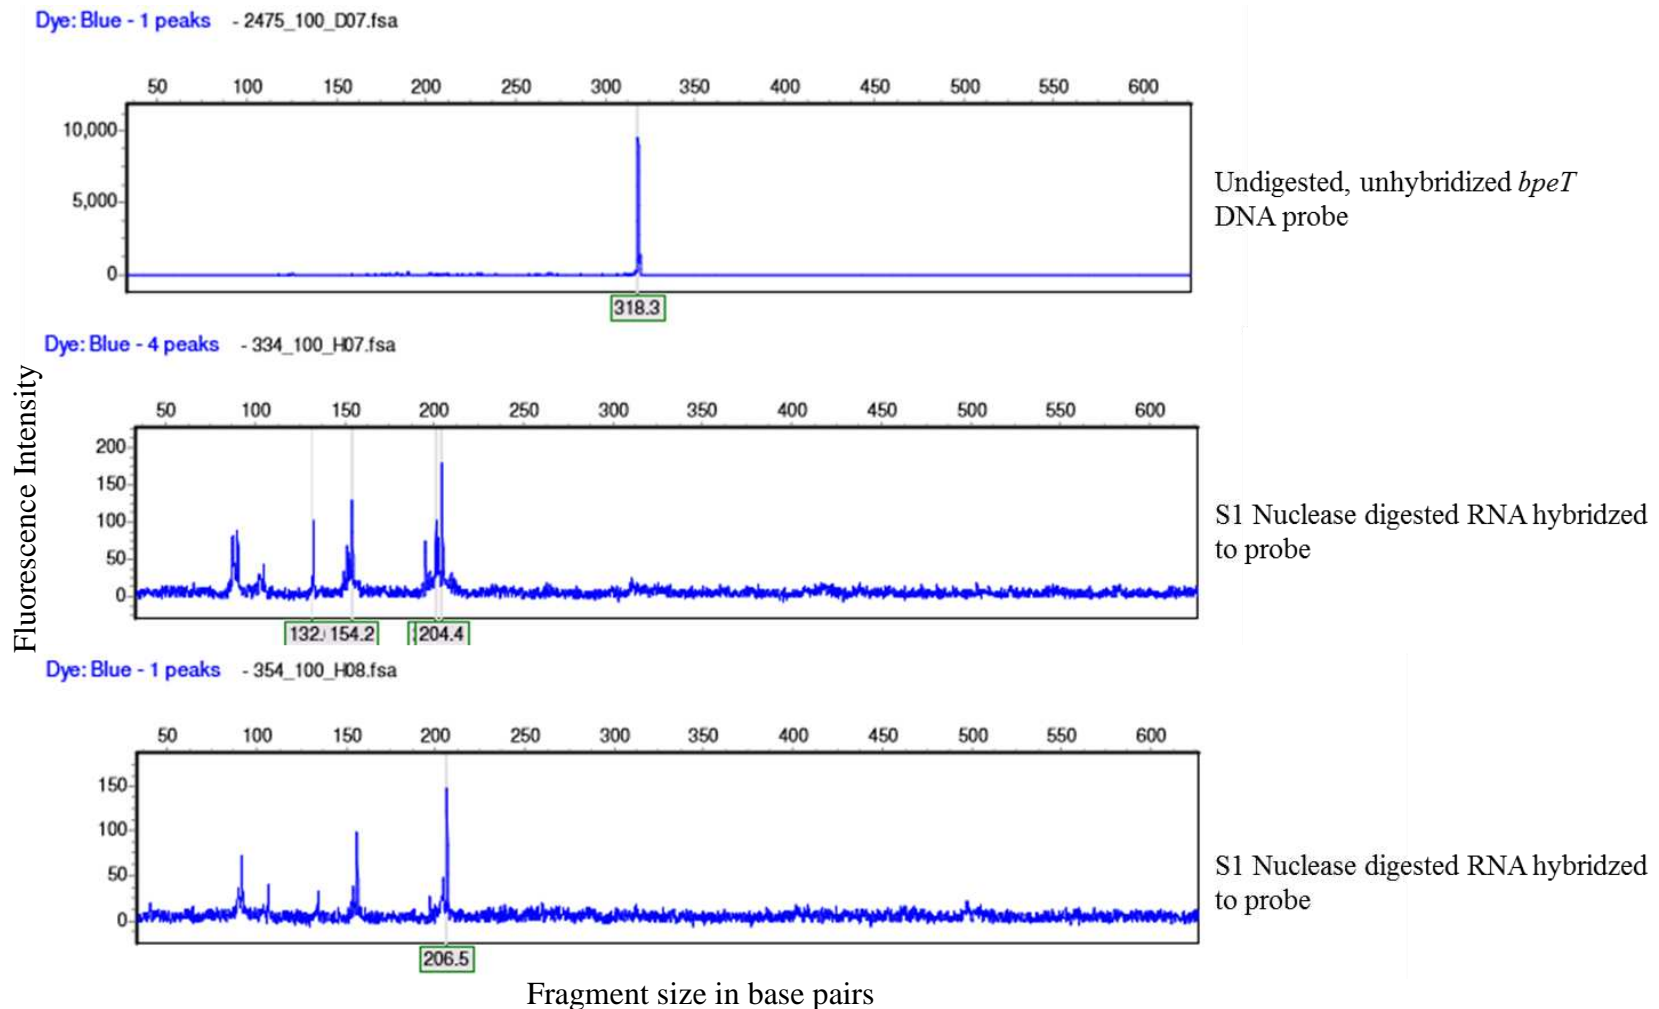 Dye: Blue - 1 peaks - 2475_100_D07.fsa
50 100 150 200 250 300 350 400 450 500 550 600
10,000
5,000
0
318.3
Undigested, unhybridized bpeT
DNA probe
Dye: Blue - 4 peaks - 334_100_H07.fsa
50 100 150 200 250 300 350 400 450 500 550 600
200
150
100
50
0
132. 154.2 204.4
S1 Nuclease digested RNA hybridzed
to probe
Fluorescence Intensity
Dye: Blue - 1 peaks - 354_100_H08.fsa
50 100 150 200 250 300 350 400 450 500 550 600
150
100
50
0
206.5
S1 Nuclease digested RNA hybridzed
to probe
Fragment size in base pairs